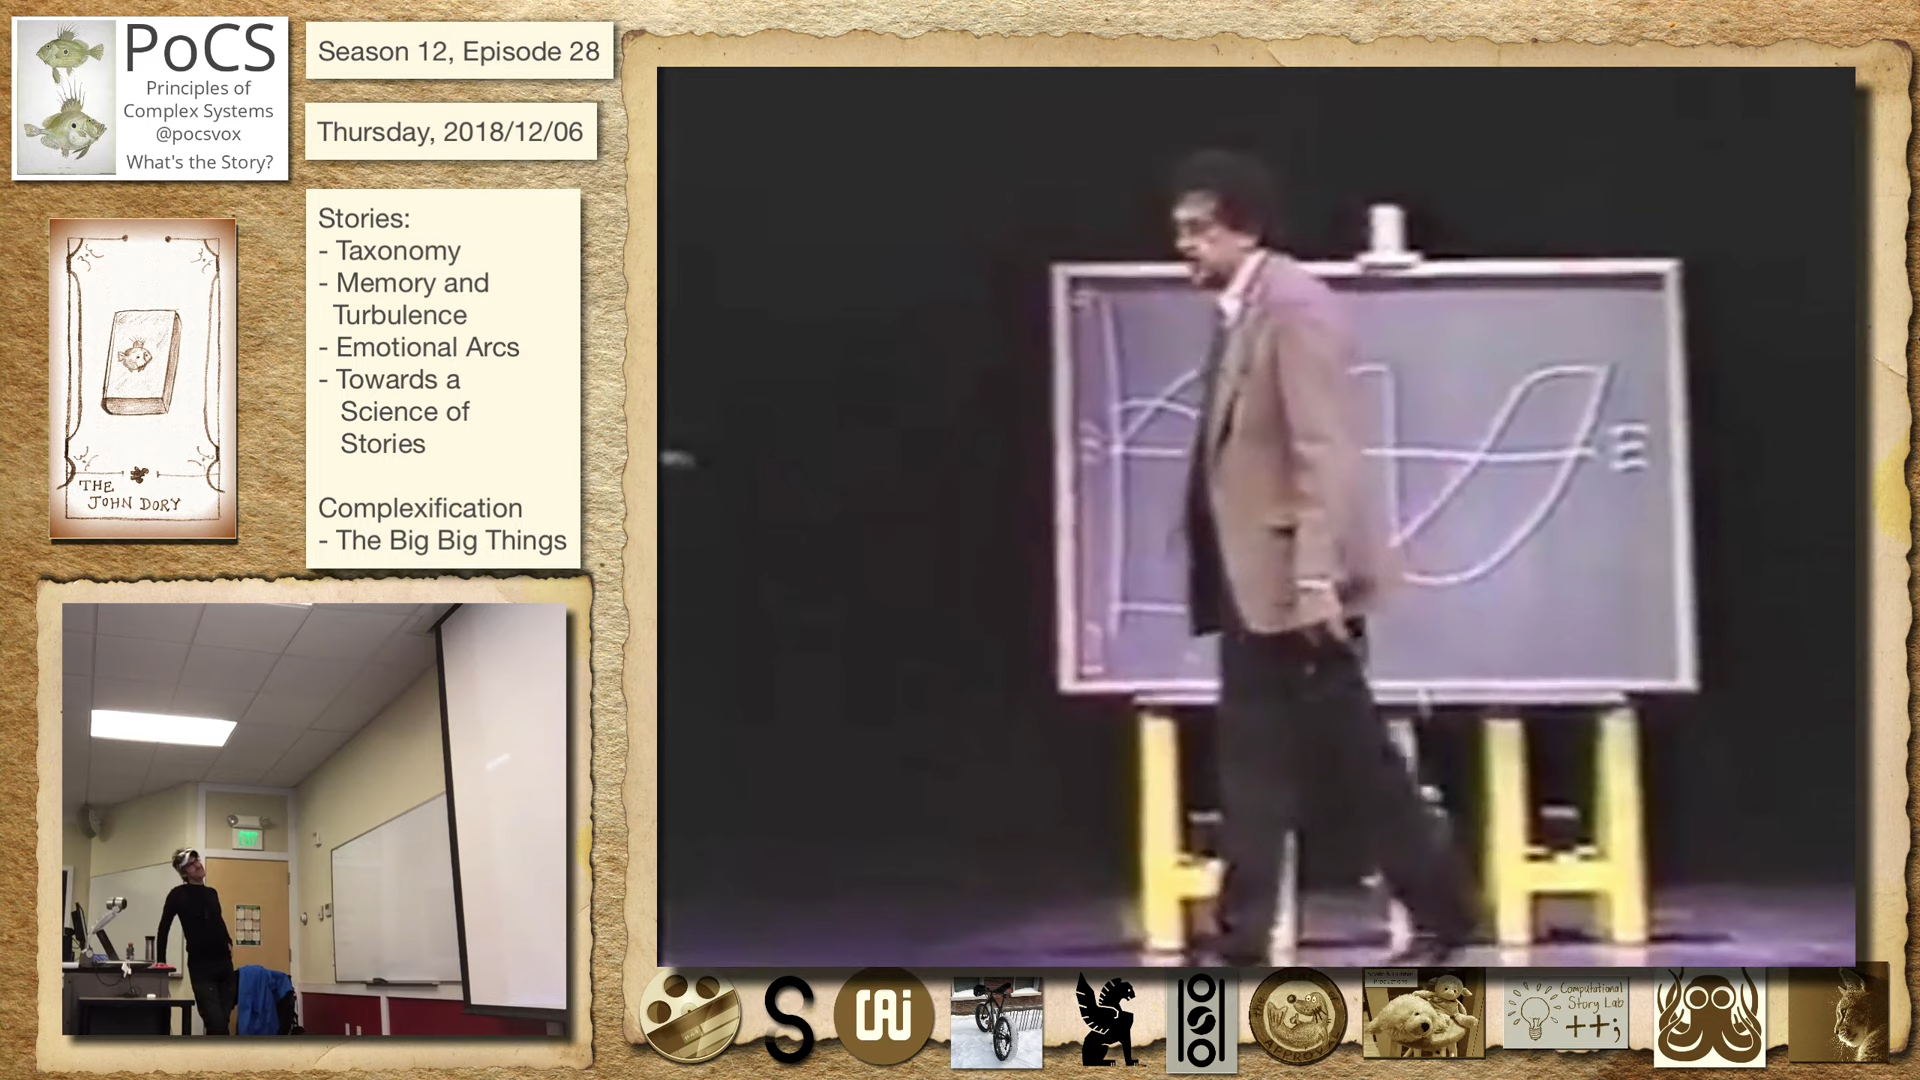 PoCS
Principles of
Complex Systems
@pocsvox
What's the Story?
Season 12, Episode 28
Thursday, 2018/12/06
Stories:
- Taxonomy
- Memory and
Turbulence
- Emotional Arcs
- Towards a
Science of
Stories
Complexification
- The Big Big Things
THE
JOHN DORY
EXIT
E
S
Computational
Story Lab
++;